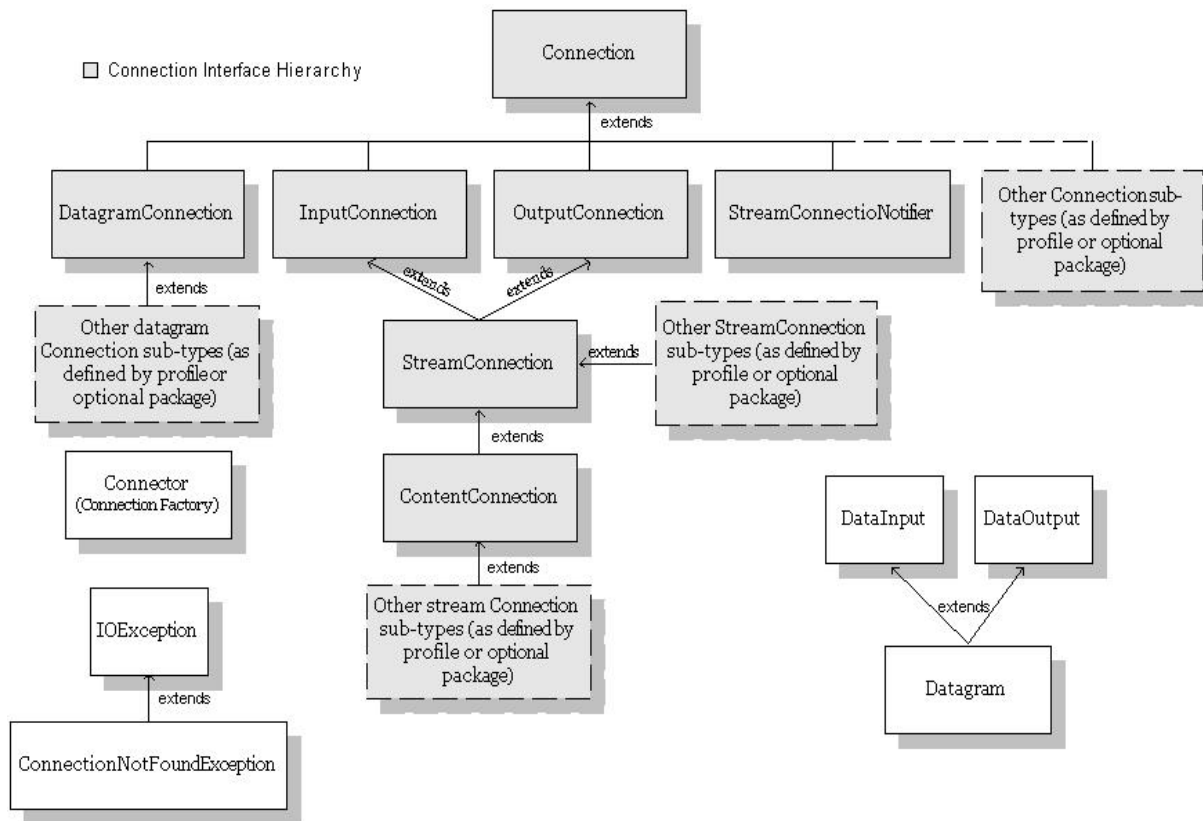 Connection
Connection Interface Hierarchy
extends
DatagramConnection
InputConnection
OutputConnection
StreamConnectioNotifier
Other Connection sub-
types (as defined by
profile or optional
package)
extends
extends
extends
Other datagram
Connection sub-types (as
defined by profile or
optional package)
StreamConnection
extends
Other StreamConnection
sub-types (as defined by
profile or optional
package)
extends
Connector
(Connection Factory)
ContentConnection
DataInput
DataOutput
extends
Other stream Connection
sub-types (as defined by
profile or optional
package)
extends
IOException
Datagram
extends
ConnectionNotFoundException